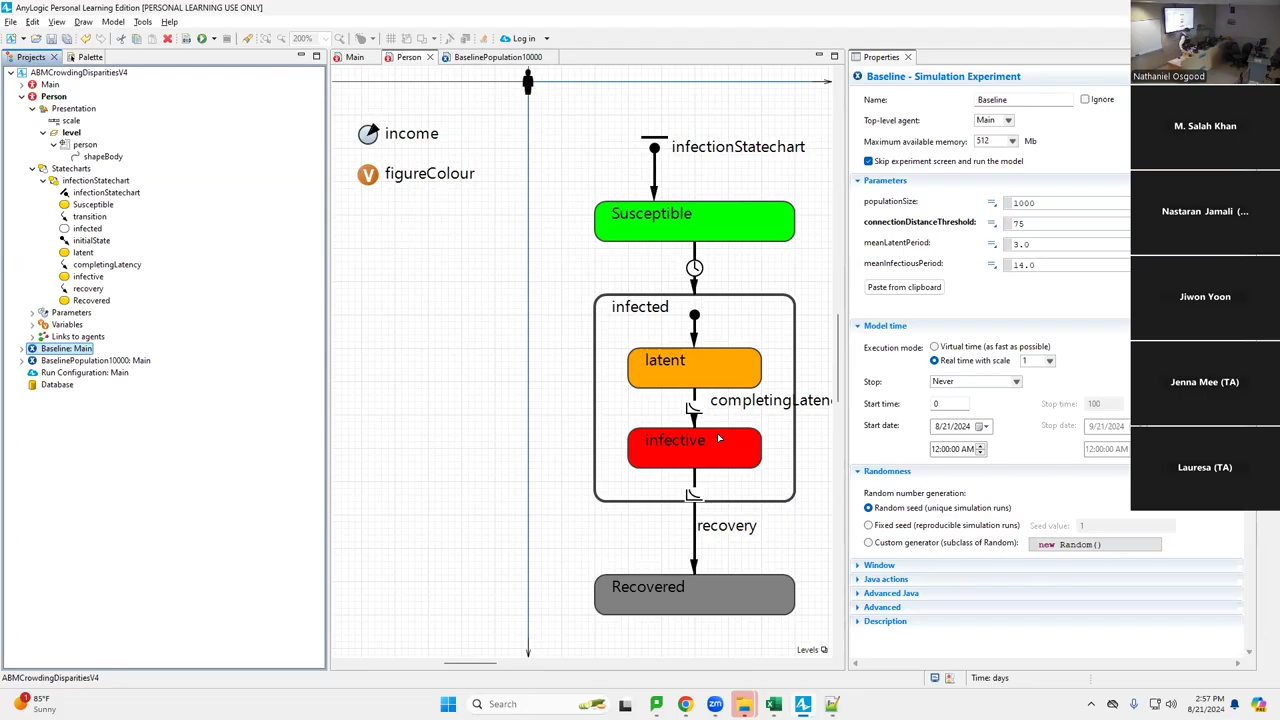 AnyLogic Personal Learning Edition [PERSONAL LEARNING USE ONLY]
File Edit View Draw Model Tools Help
200%
Log in
Projects
Palette
Main
Person
BaselinePopulation10000
Properties
ABMCrowdingDisparitiesV4
Main
Person
Presentation
scale
level
person
shapeBody
Statecharts
infectionStatechart
infectionStatechart
Susceptible
transition
infected
initialState
latent
completingLatency
infective
recovery
Recovered
Parameters
Variables
Links to agents
Baseline: Main
BaselinePopulation10000: Main
Run Configuration: Main
Database
income
figureColour
infectionStatechart
Susceptible
infected
latent
completingLatenc
infective
recovery
Recovered
Levels
Baseline - Simulation Experiment
Name: Baseline Ignore
Top-level agent: Main
Maximum available memory: 512 Mb
Skip experiment screen and run the model
Parameters
populationSize: 1000
connectionDistanceThreshold: 75
meanLatentPeriod: 3.0
meanInfectiousPeriod: 14.0
Paste from clipboard
Model time
Execution mode: Virtual time (as fast as possible)
Real time with scale 1
Stop: Never
Start time: 0 Stop time: 100
Start date: 8/21/2024 Stop date: 9/21/2024
12:00:00 AM 12:00:00 AM
Randomness
Random number generation:
Random seed (unique simulation runs)
Fixed seed (reproducible simulation runs) Seed value: 1
Custom generator (subclass of Random): new Random()
Window
Java actions
Advanced Java
Advanced
Description
Nathaniel Osgood
M. Salah Khan
Nastaran Jamali (...
Jiwon Yoon
Jenna Mee (TA)
Lauresa (TA)
ABMCrowdingDisparitiesV4
Time: days
1
85°F
Sunny
Search
2:57 PM
8/21/2024